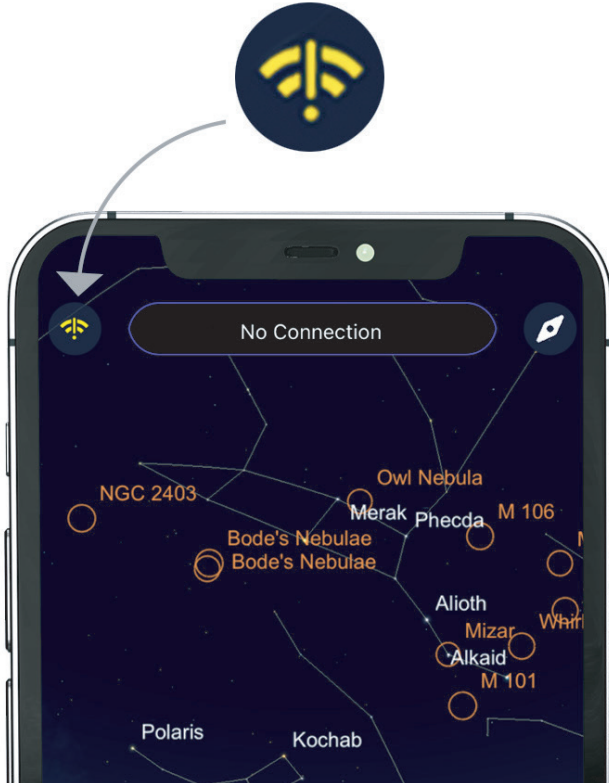 No Connection
Owl Nebula
NGC 2403
Merak
Phecda
M 106
Bode's Nebulae
Bode's Nebulae
Alioth
Mizar
Alkaid
M 101
Polaris
Kochab